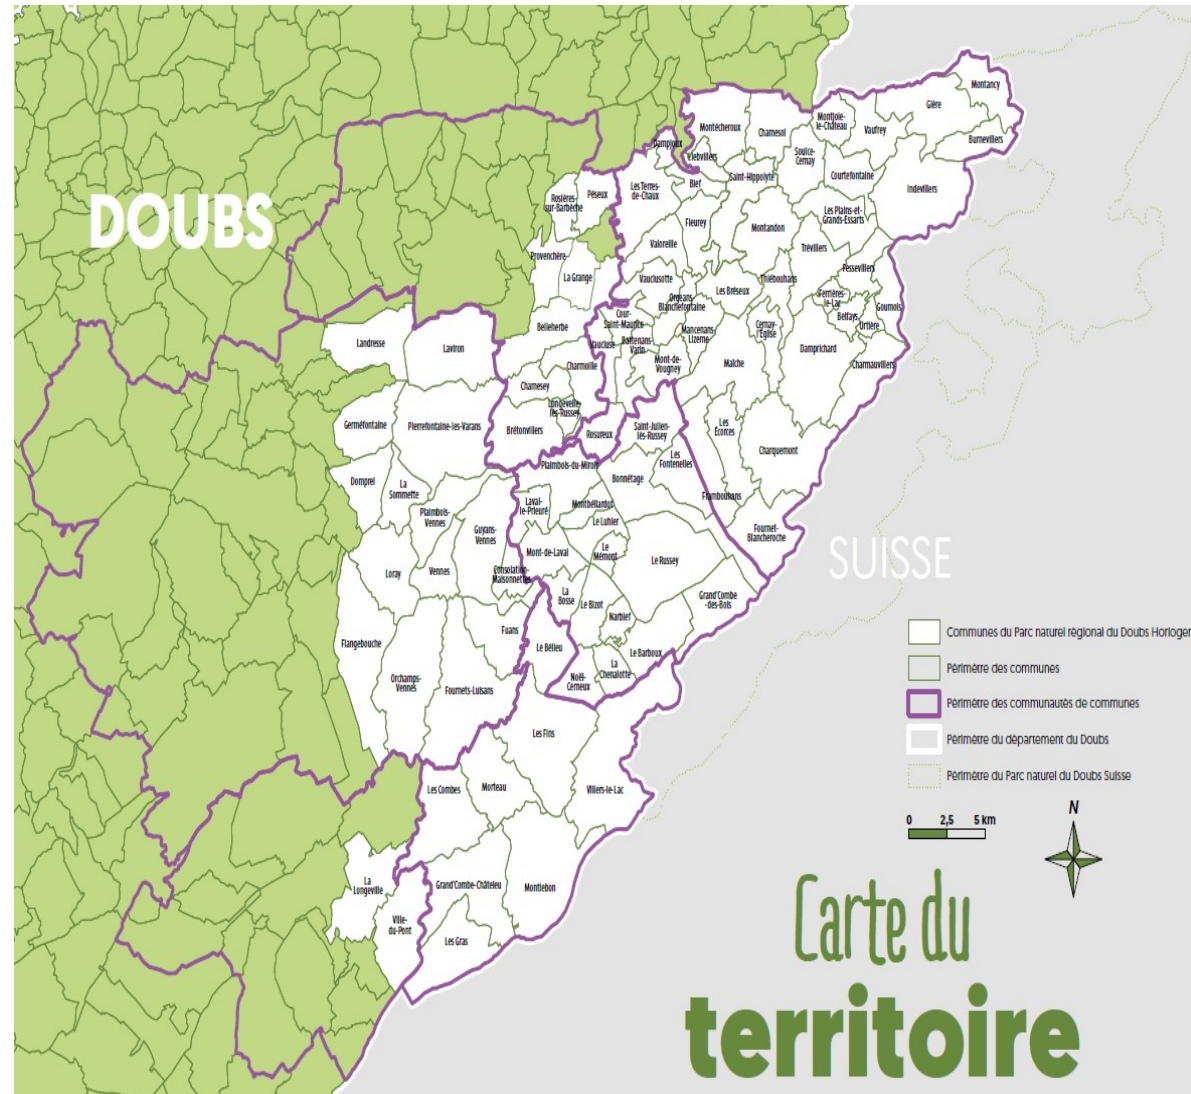 Montancy
Glère
Montjoie-
le-Château
Vaufrey
Burnevillers
Montécheroux
Chamesol
Dampjoux
Liebvillers
Soulce-
Cernay
Saint-Hippolyte
Courtefontaine
Indevillers
Bief
Les Terres-
de-Chaux
Péseux
Rosières-
sur-Barbèche
DOUBS
Fleurey
Montandon
Les Plains-et-
Grands-Essarts
Valoreille
Trévillers
Provenchère
La Grange
Vauclusotte
Thiébouhans
Fessevillers
Les Bréseux
Orgeans-
Blanchefontaine
Ferrières-
le-Lac
Belfays
Goumois
Urtière
Belleherbe
Cour-
Saint-Maurice
Vaucluse
Battenans-
Varin
Mancenans-
Lizerne
Cernay-
l'Église
Damprichard
Charmauvillers
Landresse
Laviron
Charmoille
Mont-de-
Vougney
Maîche
Chamesey
Longevelle-
lès-Russey
Germéfontaine
Pierrefontaine-les-Varans
Brétonvillers
Rosureux
Saint-Julien-
lès-Russey
Les
Écorces
Charquemont
Les
Fontenelles
Domprel
La
Sommette
Plaimbois-du-Miroir
Bonnétage
Frambouhans
Plaimbois-
Vennes
Guyans-
Vennes
Laval-
le-Prieuré
Montbéliardot
Le Luhier
Fournet-
Blancheroche
Loray
Vennes
Consolation-
Maisonnettes
Mont-de-Laval
Le
Mémont
Le Russey
SUISSE
La
Bosse
Le Bizot
Narbief
Grand'Combe
-des-Bois
Flangebouche
Fuans
Le Bélieu
Le Barboux
La
Chenalotte
Noël-
Cerneux
Orchamps-
Vennes
Fournets-Luisans
Les Fins
Les Combes
Morteau
Villers-le-Lac
La
Longeville
Grand'Combe-Châteleu
Montlebon
Ville-
du-Pont
Les Gras
Communes du Parc naturel régional du Doubs Horloger
Périmètre des communes
Périmètre des communautés de communes
Périmètre du département du Doubs
Périmètre du Parc naturel du Doubs Suisse
0 2,5 5 km
N
Carte du
territoire